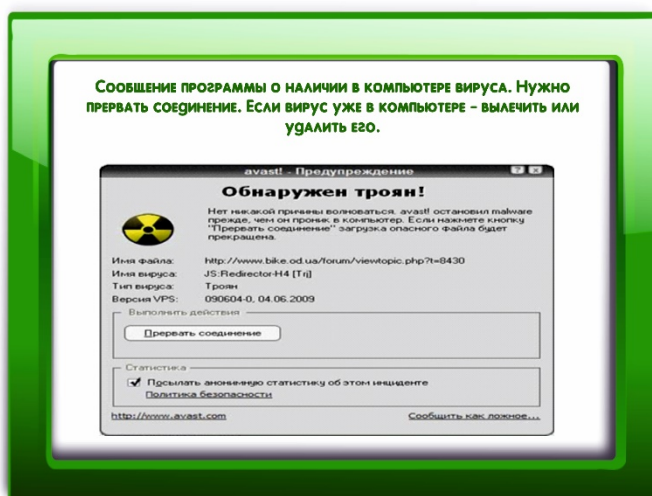 Сообщение программы о наличии в компьютере вируса. Нужно
прервать соединение. Если вирус уже в компьютере – вылечить или
удалить его.
avast! - Предупреждение
Обнаружен троян!
Нет никакой причины волноваться. avast! остановил malware
прежде, чем он проник в компьютер. Если нажмете кнопку
"Прервать соединение" загрузка опасного файла будет
прекращена.
Имя файла: http://www.bike.od.ua/forum/viewtopic.php?t=8430
Имя вируса: JS:Redirector-H4 [Trj]
Тип вируса: Троян
Версия VPS: 090604-0, 04.06.2009
Выполнить действия
Прервать соединение
Статистика
Посылать анонимную статистику об этом инциденте
Политика безопасности
http://www.avast.com Сообщить как ложное...